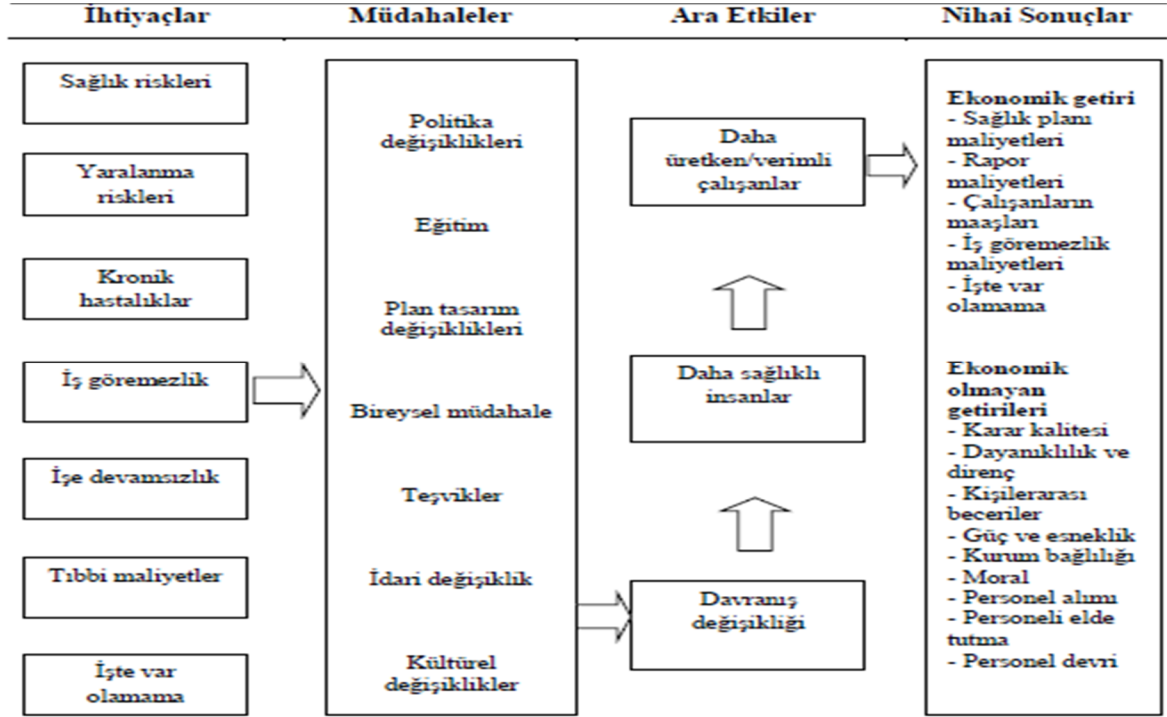 İhtiyaçlar
Müdahaleler
Ara Etkiler
Nihai Sonuçlar
Sağlık riskleri
Yaralanma
riskleri
Kronik
hastalıklar
İş göremezlik
İşe devamsızlık
Tıbbi maliyetler
İşte var
olamama
Politika
değişiklikleri
Eğitim
Plan tasarım
değişiklikleri
Bireysel müdahale
Teşvikler
İdari değişiklik
Kültürel
değişiklikler
Daha
üretken/verimli
çalışanlar
Daha sağlıklı
insanlar
Davranış
değişikliği
Ekonomik getiri
- Sağlık planı
maliyetleri
- Rapor
maliyetleri
- Çalışanların
maaşları
- İş göremezlik
maliyetleri
- İşte var
olamama
Ekonomik
olmayan
getirileri
- Karar kalitesi
- Dayanıklılık ve
direnç
- Kişilerarası
beceriler
- Güç ve esneklik
- Kurum bağlılığı
- Moral
- Personel alımı
- Personeli elde
tutma
- Personel devri